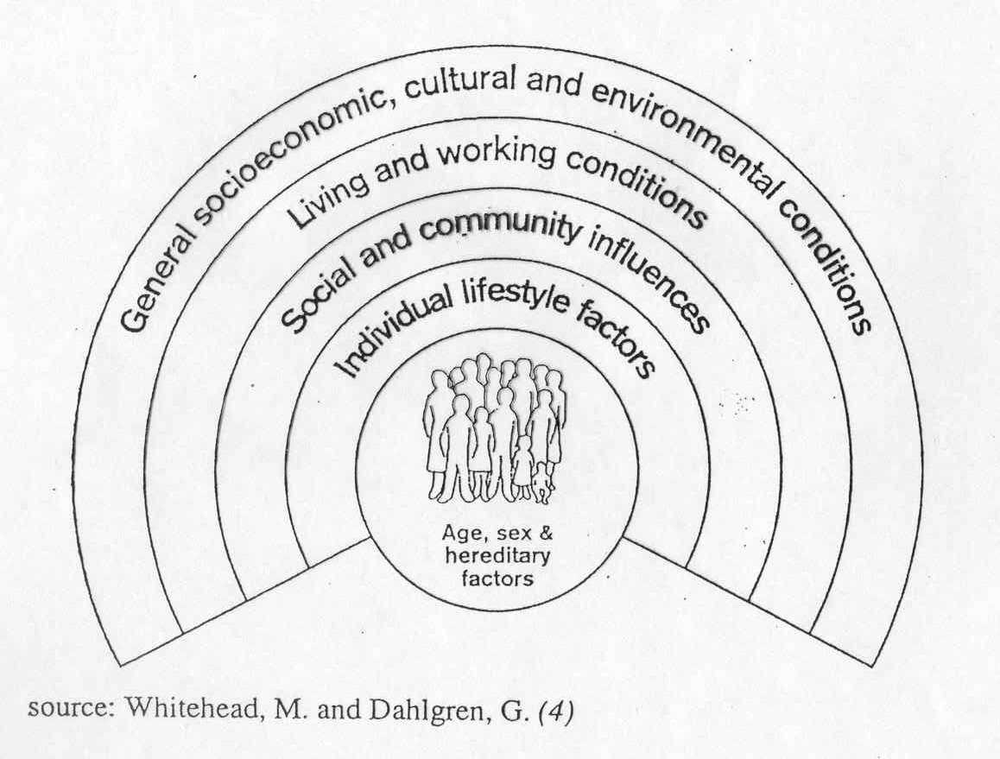 General socioeconomic, cultural and environmental conditions
Living and working conditions
Social and community influences
Individual lifestyle factors
Age, sex &
hereditary
factors
source: Whitehead, M. and Dahlgren, G. (4)